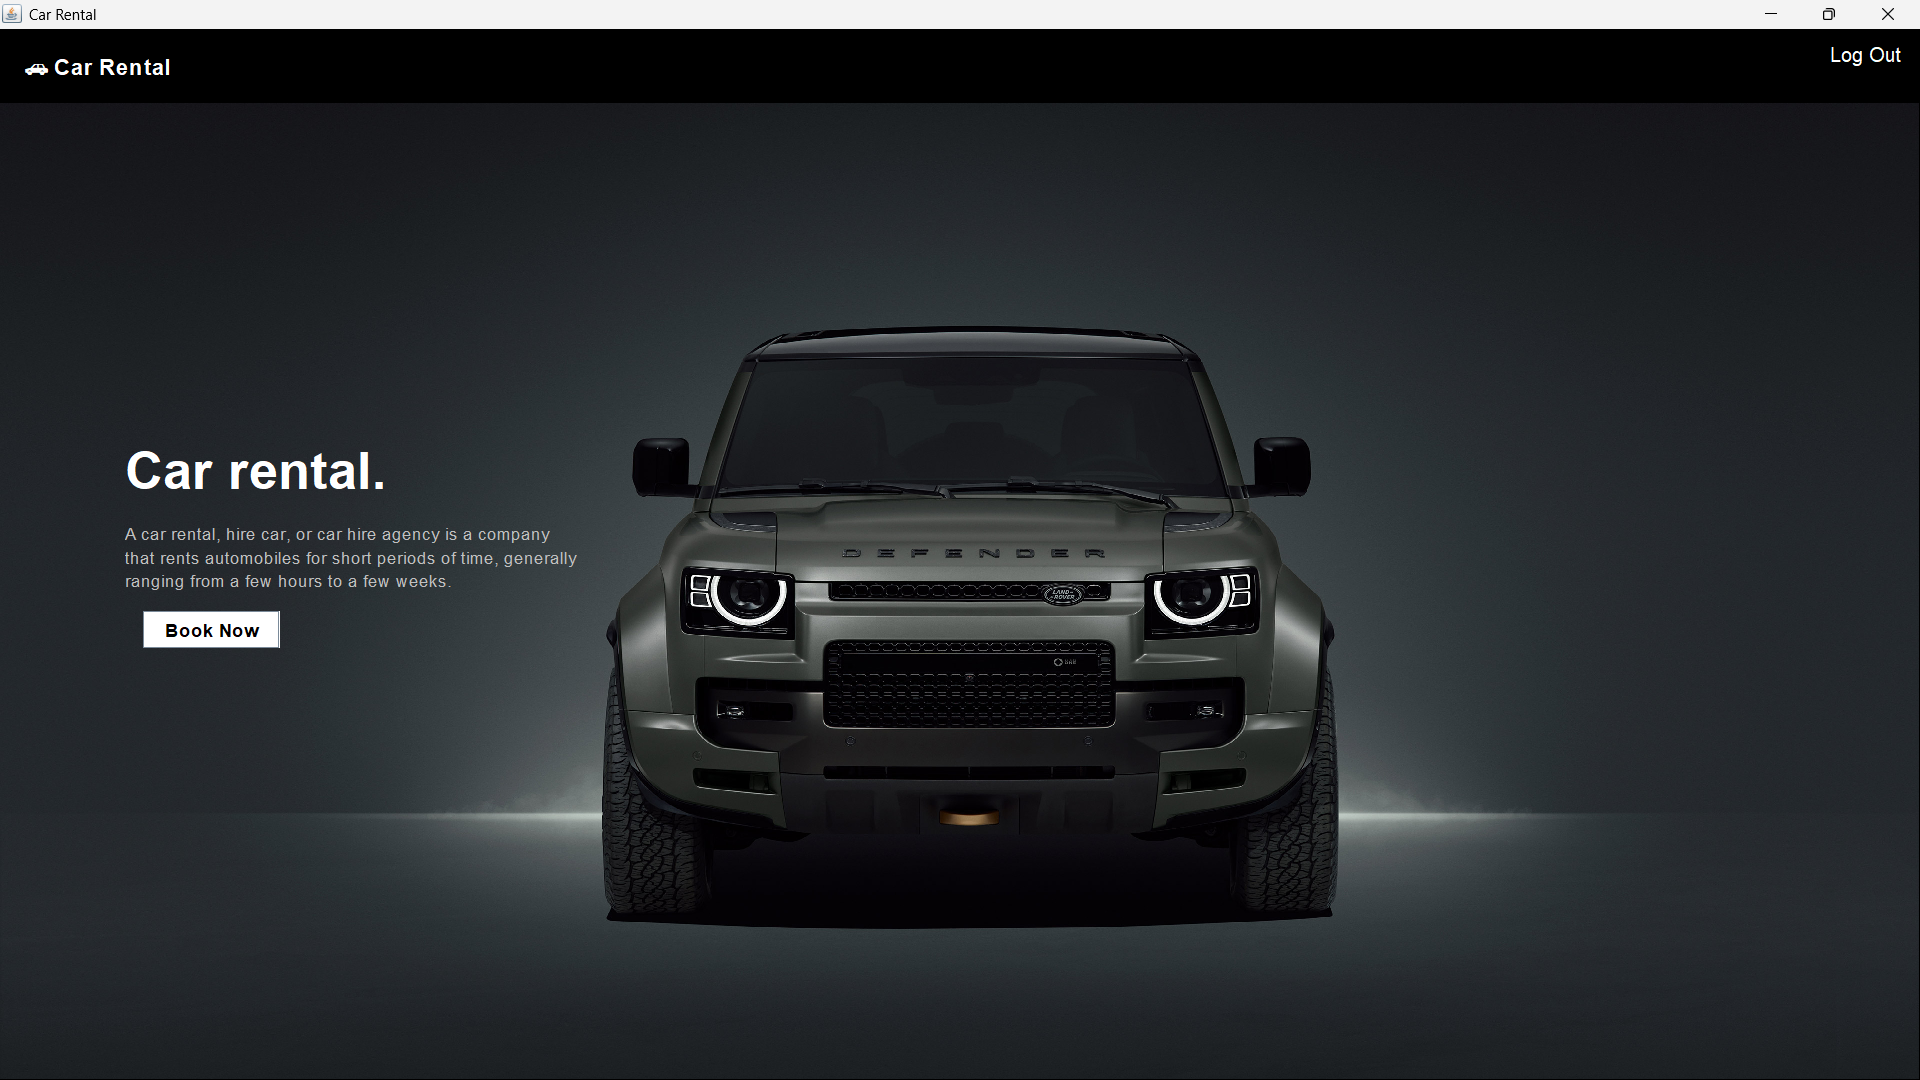 Car Rental
Car Rental
Log Out
Car rental.
A car rental, hire car, or car hire agency is a company
that rents automobiles for short periods of time, generally
ranging from a few hours to a few weeks.
Book Now
DEFENDER
LAND-
ROVER